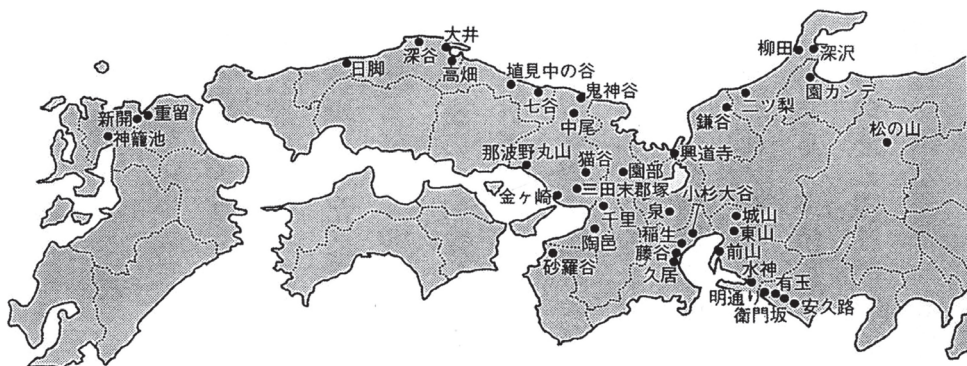 新開
重留
神籠池
日脚
深谷
大井
高畑
埴見中の谷
七谷
鬼神谷
中尾
那波野丸山
猫谷
園部
金ヶ崎
三田末郡塚
千里
陶邑
砂羅谷
興道寺
小杉大谷
泉
稲生
藤谷
久居
城山
東山
前山
水神
有玉
明通り
衛門坂
安久路
柳田
深沢
園カンデ
二ツ梨
鎌谷
松の山